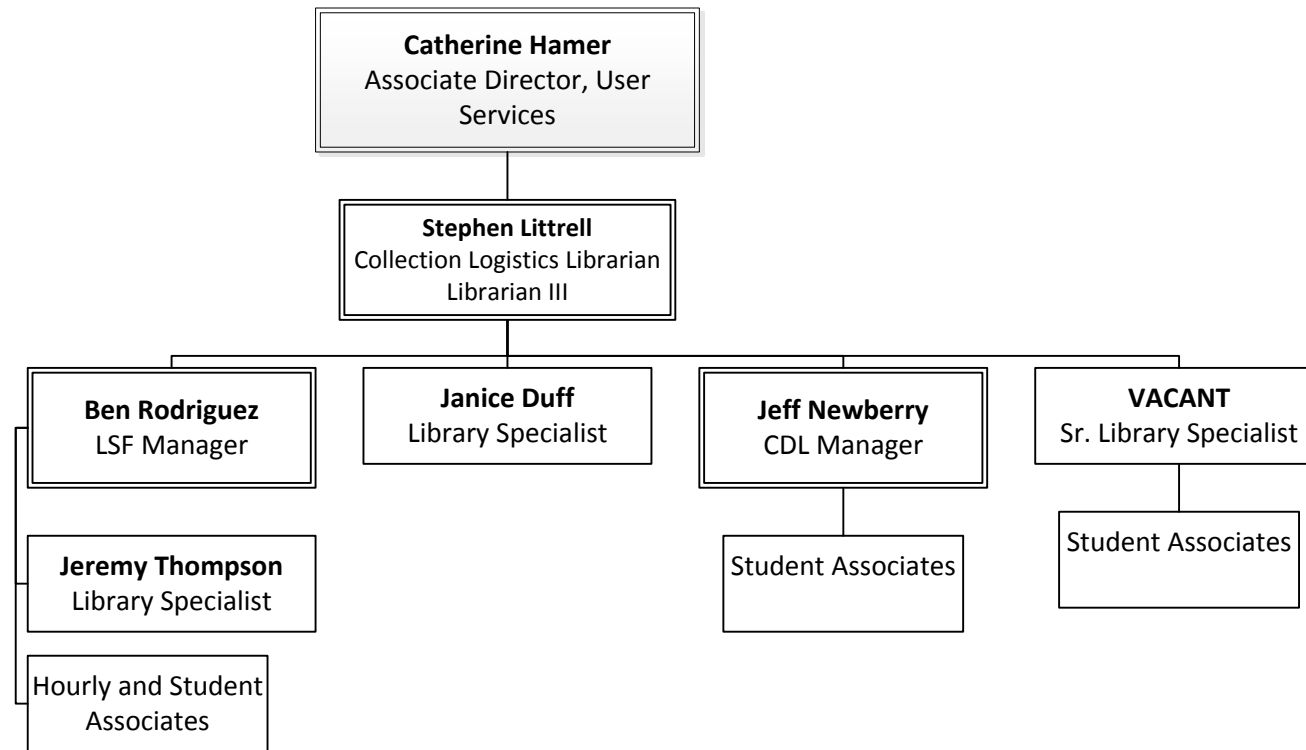 Catherine Hamer
Associate Director, User
Services
Stephen Littrell
Collection Logistics Librarian
Librarian III
Ben Rodriguez
LSF Manager
Janice Duff
Library Specialist
Jeff Newberry
CDL Manager
VACANT
Sr. Library Specialist
Jeremy Thompson
Library Specialist
Student Associates
Student Associates
Hourly and Student
Associates